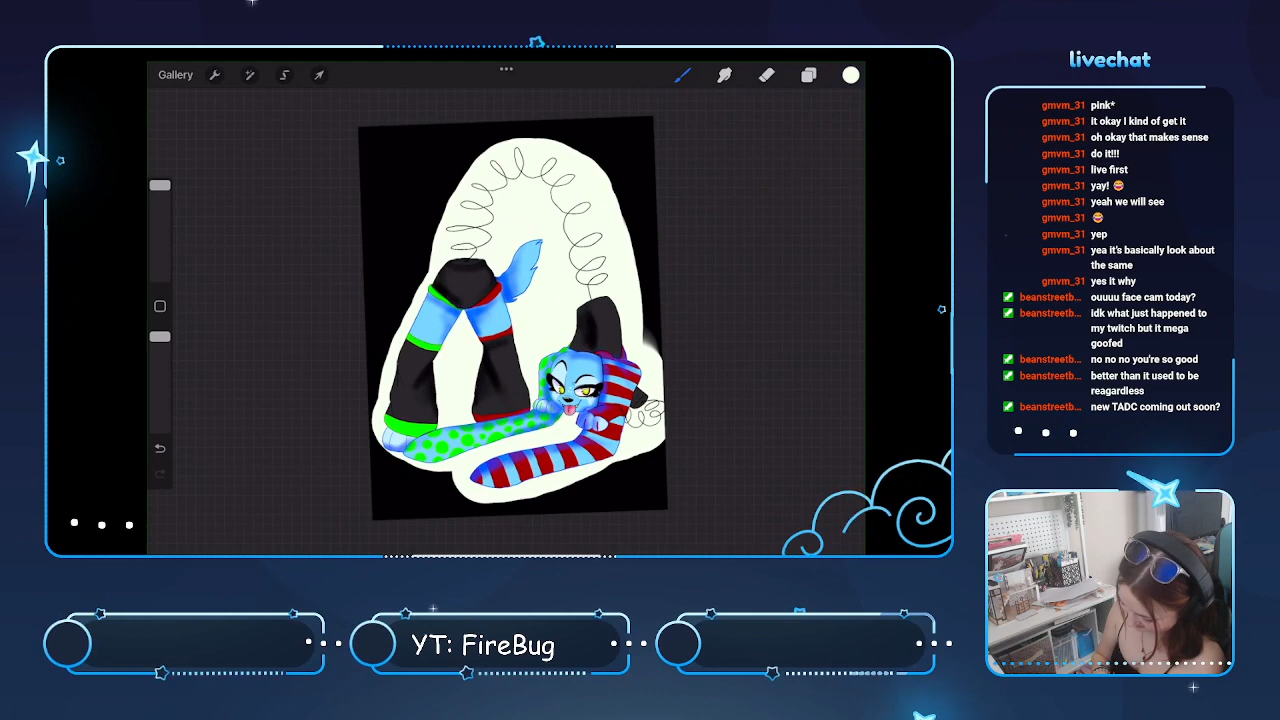 Gallery
livechat
gmvm_31 pink*
gmvm_31 it okay I kind of get it
gmvm_31 oh okay that makes sense
gmvm_31 do it!!!
gmvm_31 live first
gmvm_31 yay! 😂
gmvm_31 yeah we will see
gmvm_31 😂
gmvm_31 yep
gmvm_31 yea it's basically look about
the same
gmvm_31 yes it why
beanstreetb... ouuuu face cam today?
beanstreetb... idk what just happened to
my twitch but it mega
goofed
beanstreetb... no no no you're so good
beanstreetb... better than it used to be
reagardless
beanstreetb... new TADC coming out soon?
YT: FireBug